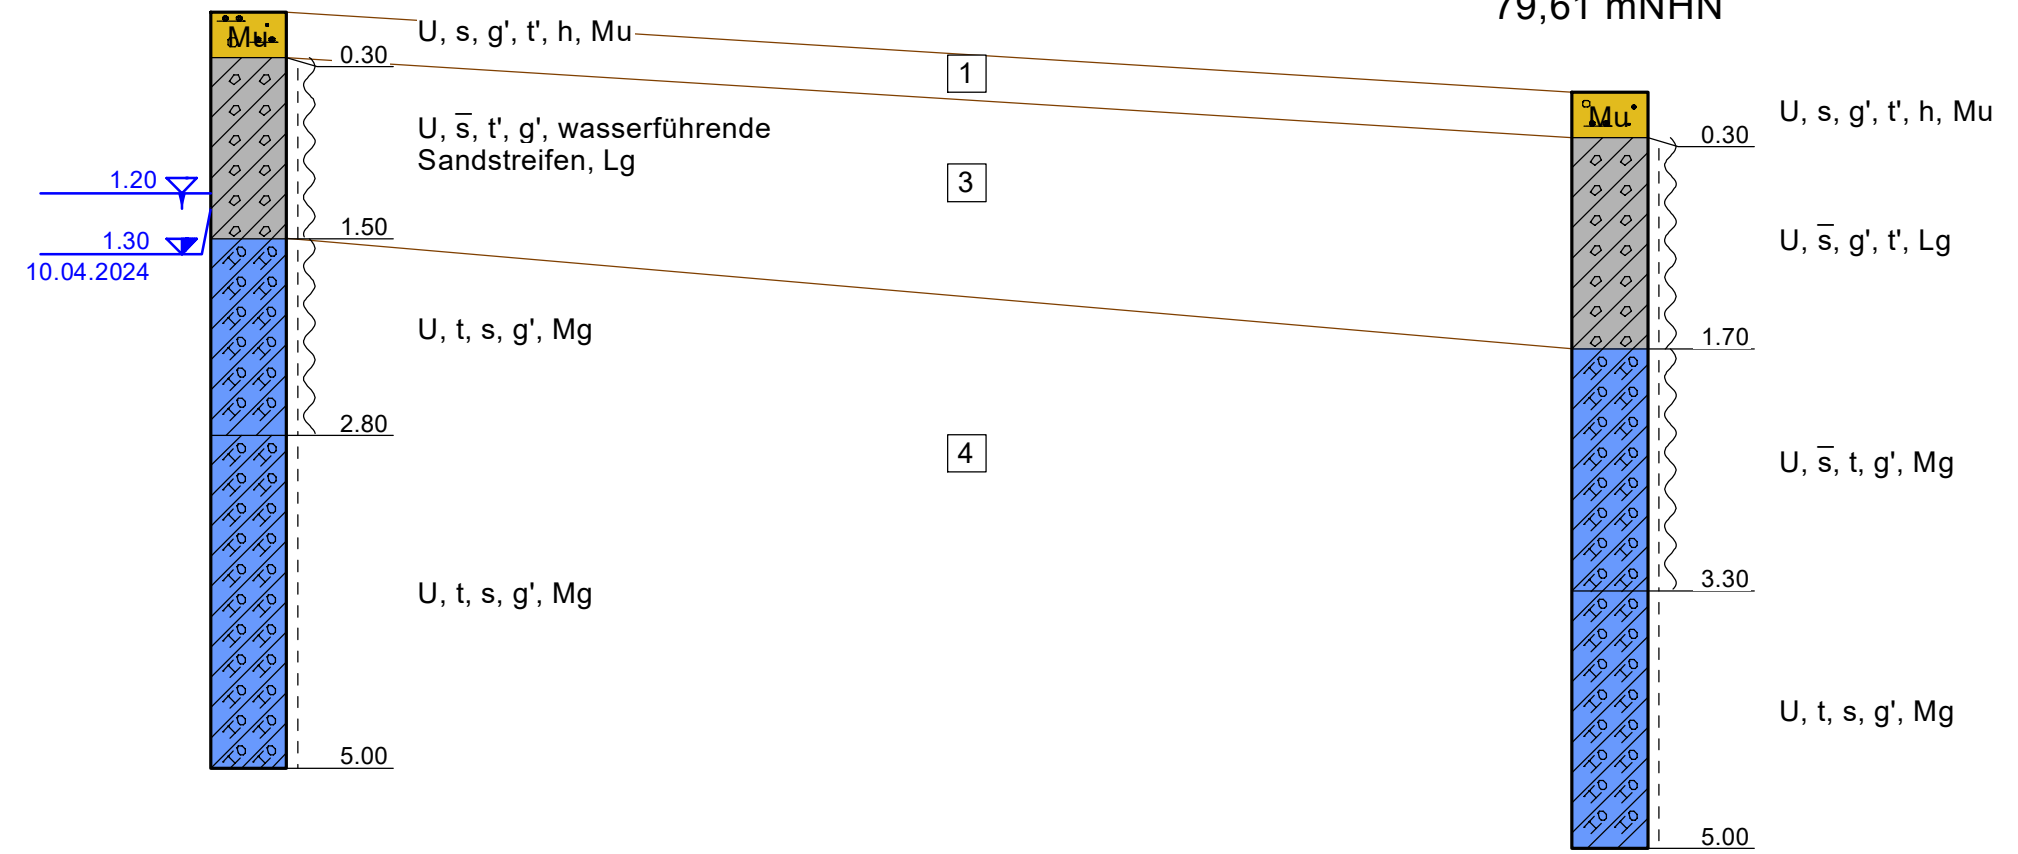 79,61 mNHN
Mu
U, s, g', t', h, Mu
0.30
1
Mu
U, s, g', t', h, Mu
0.30
U, s̅, t', g', wasserführende
Sandstreifen, Lg
3
1.20
1.50
1.30
10.04.2024
U, s̅, g', t', Lg
1.70
U, t, s, g', Mg
2.80
4
U, s̅, t, g', Mg
3.30
U, t, s, g', Mg
5.00
U, t, s, g', Mg
5.00